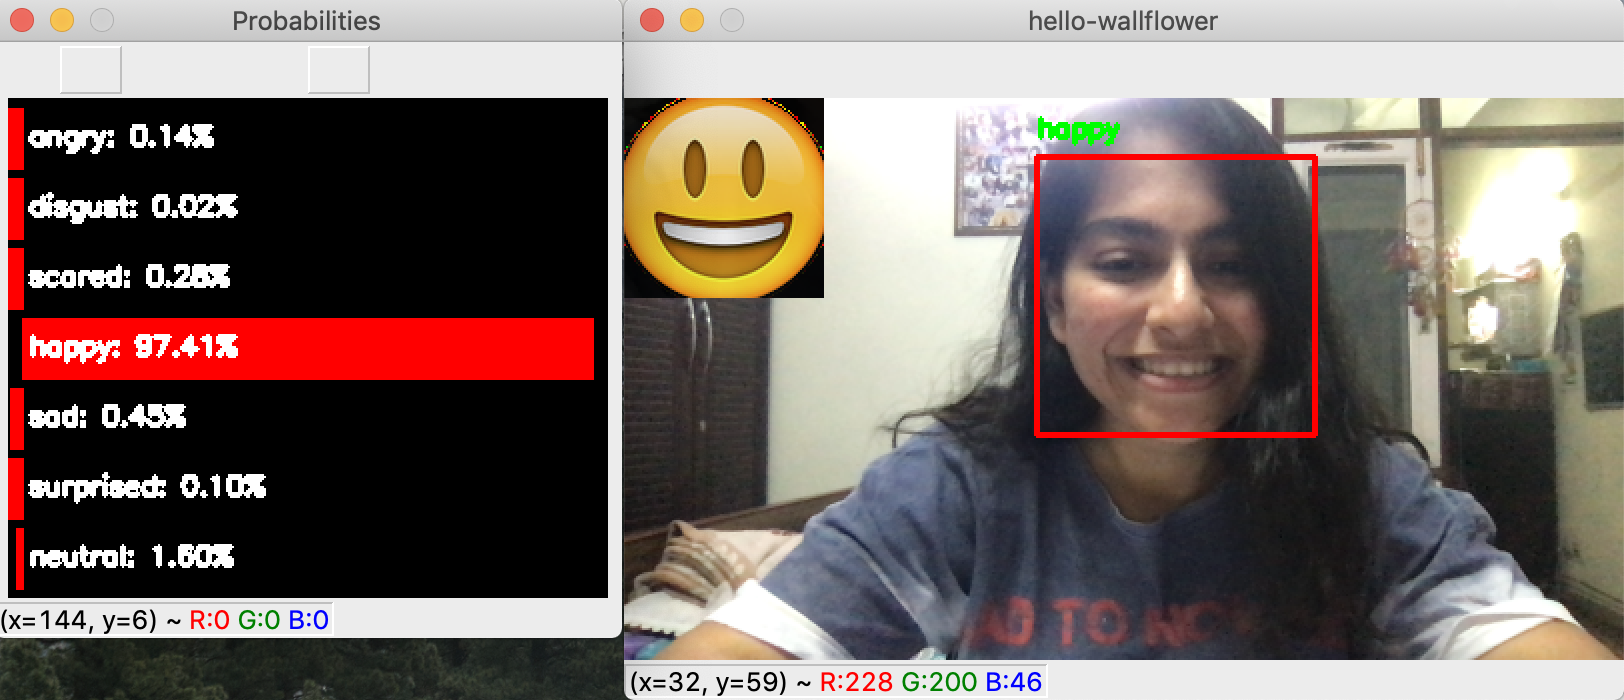 Probabilities
angry: 0.14%
disgust: 0.02%
scared: 0.28%
happy: 97.41%
sad: 0.45%
surprised: 0.10%
neutral: 1.60%
(x=144, y=6) ~ R:0 G:0 B:0
hello-wallflower
happy
TO
(x=32, y=59) ~ R:228 G:200 B:46